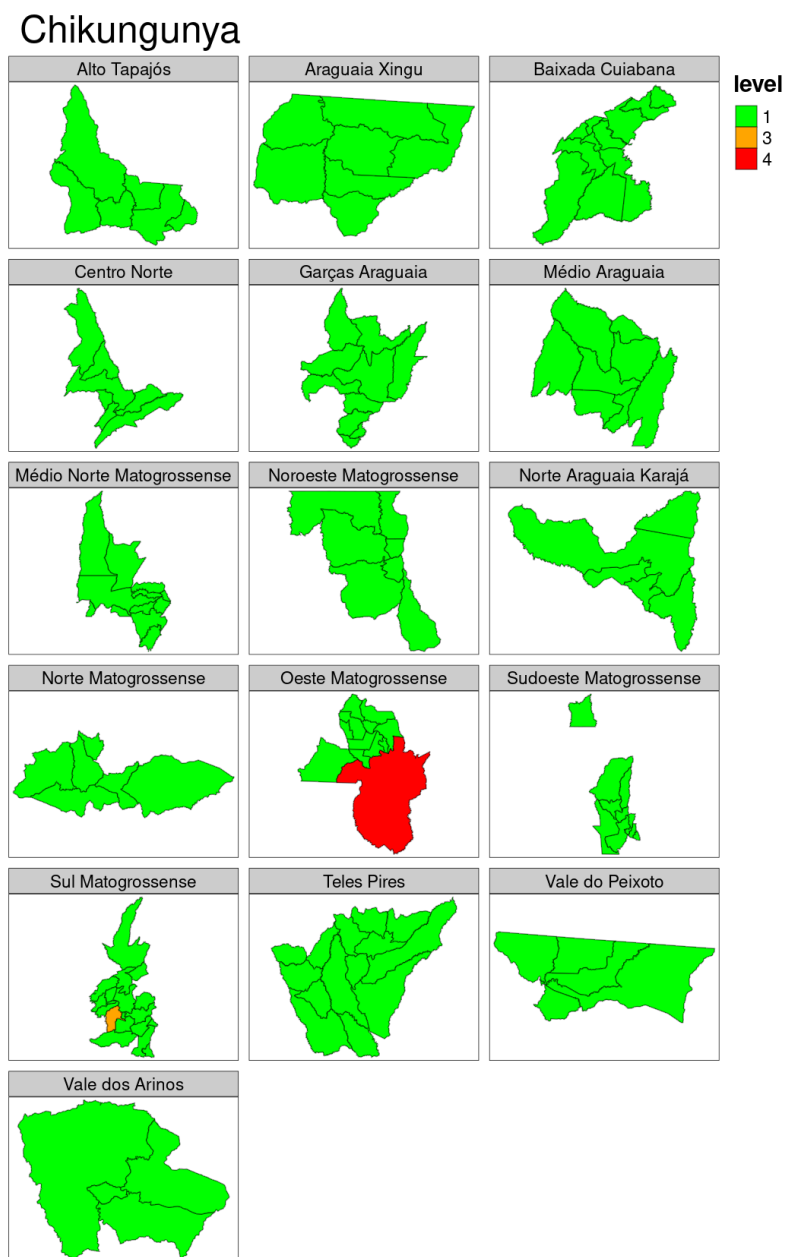 Chikungunya
Alto Tapajós
Araguaia Xingu
Baixada Cuiabana
level
1
3
4
Centro Norte
Garças Araguaia
Médio Araguaia
Médio Norte Matogrossense
Noroeste Matogrossense
Norte Araguaia Karajá
Norte Matogrossense
Oeste Matogrossense
Sudoeste Matogrossense
Sul Matogrossense
Teles Pires
Vale do Peixoto
Vale dos Arinos